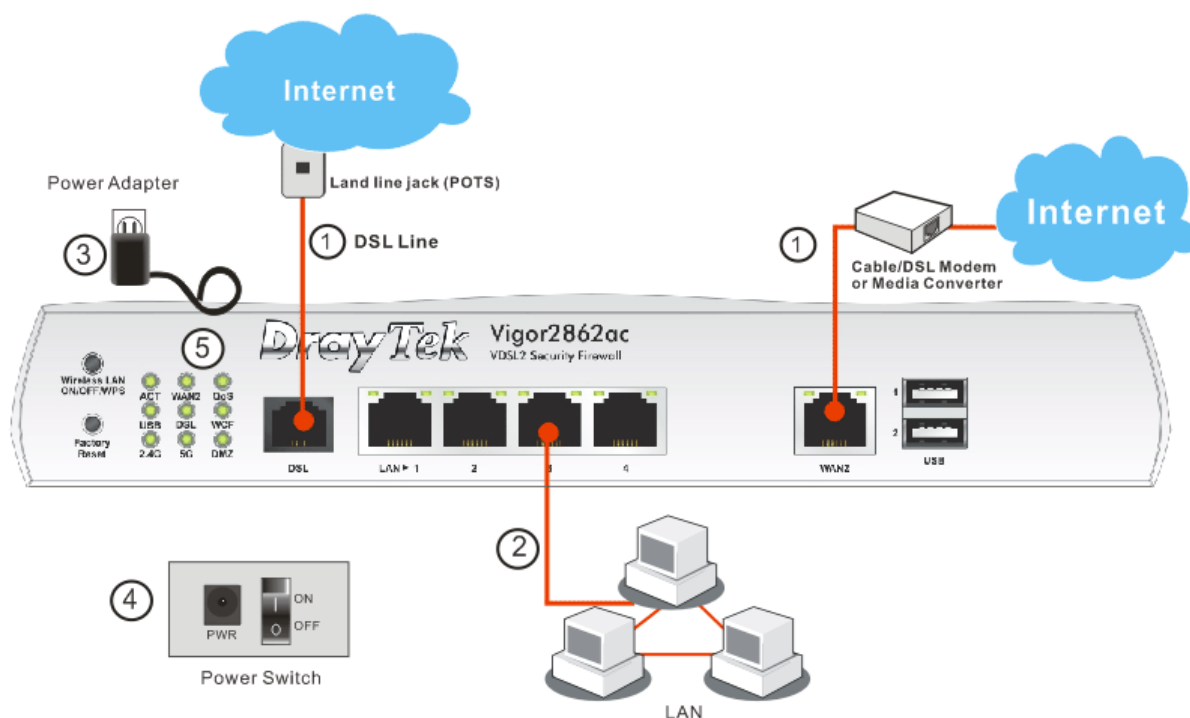 Internet
Land line jack (POTS)
Power Adapter
3
1 DSL Line
1
Cable/DSL Modem
or Media Converter
Internet
5
DrayTek
Vigor2862ac
VDSL2 Security Firewall
Wireless LAN
ON/OFF/WPS
ACT WAN2 QoS
USB DSL WCF
Factory
Reset
2.4G 5G DMZ
DSL
LAN ► 1 2 3 4
WAN2
1
2
USB
2
4
PWR
ON
OFF
Power Switch
LAN